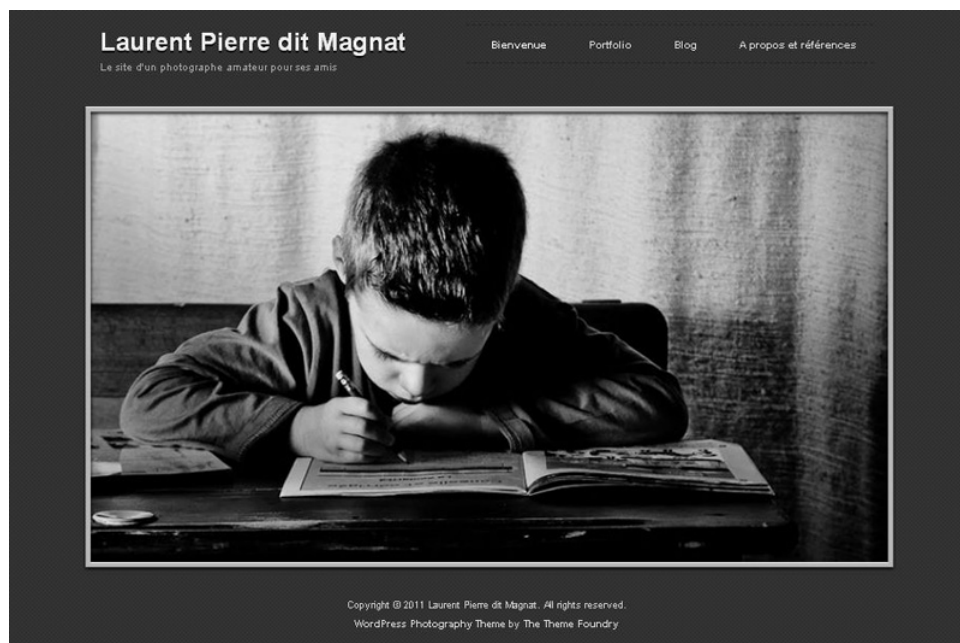 Laurent Pierre dit Magnat
Le site d'un photographe amateur pour ses amis
Bienvenue Portfolio Blog A propos et références
Copyright © 2011 Laurent Pierre dit Magnat. All rights reserved.
WordPress Photography Theme by The Theme Foundry